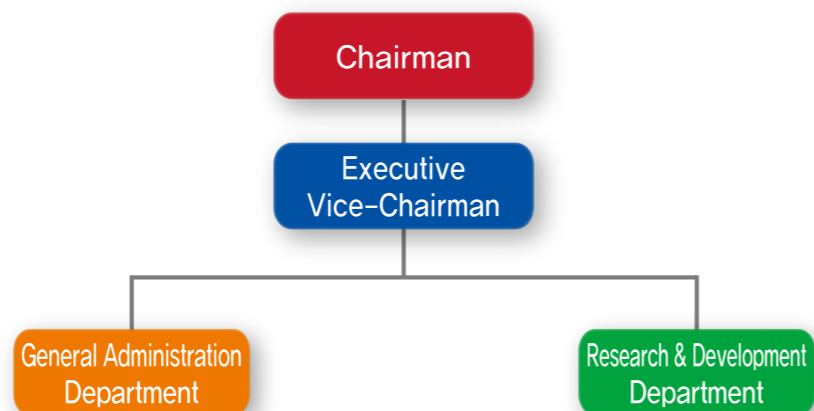 Chairman
Executive
Vice-Chairman
General Administration
Department
Research & Development
Department